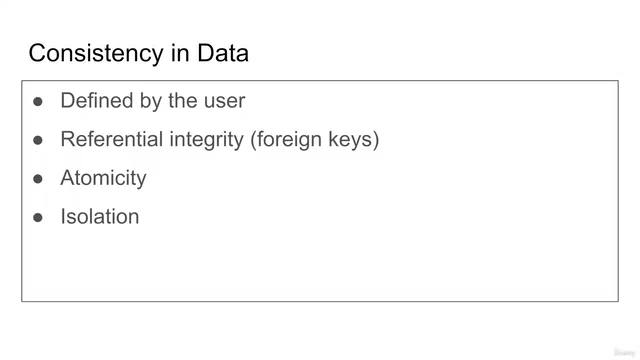 Consistency in Data
● Defined by the user
● Referential integrity (foreign keys)
● Atomicity
● Isolation